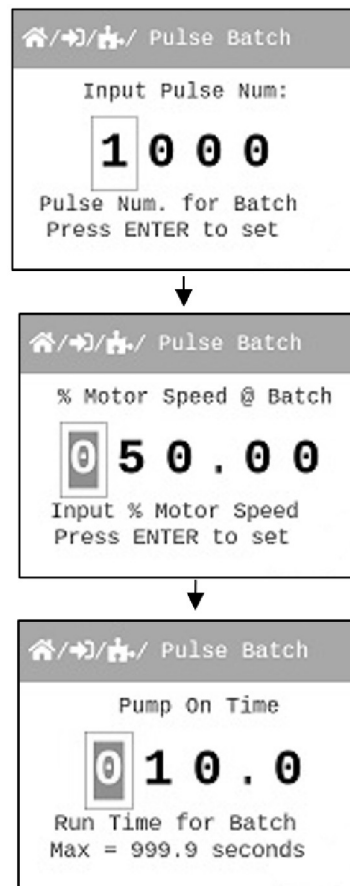 / / / Pulse Batch
Input Pulse Num:
1000
Pulse Num. for Batch
Press ENTER to set
/ / / Pulse Batch
% Motor Speed @ Batch
050.00
Input % Motor Speed
Press ENTER to set
/ / / Pulse Batch
Pump On Time
010.0
Run Time for Batch
Max = 999.9 seconds